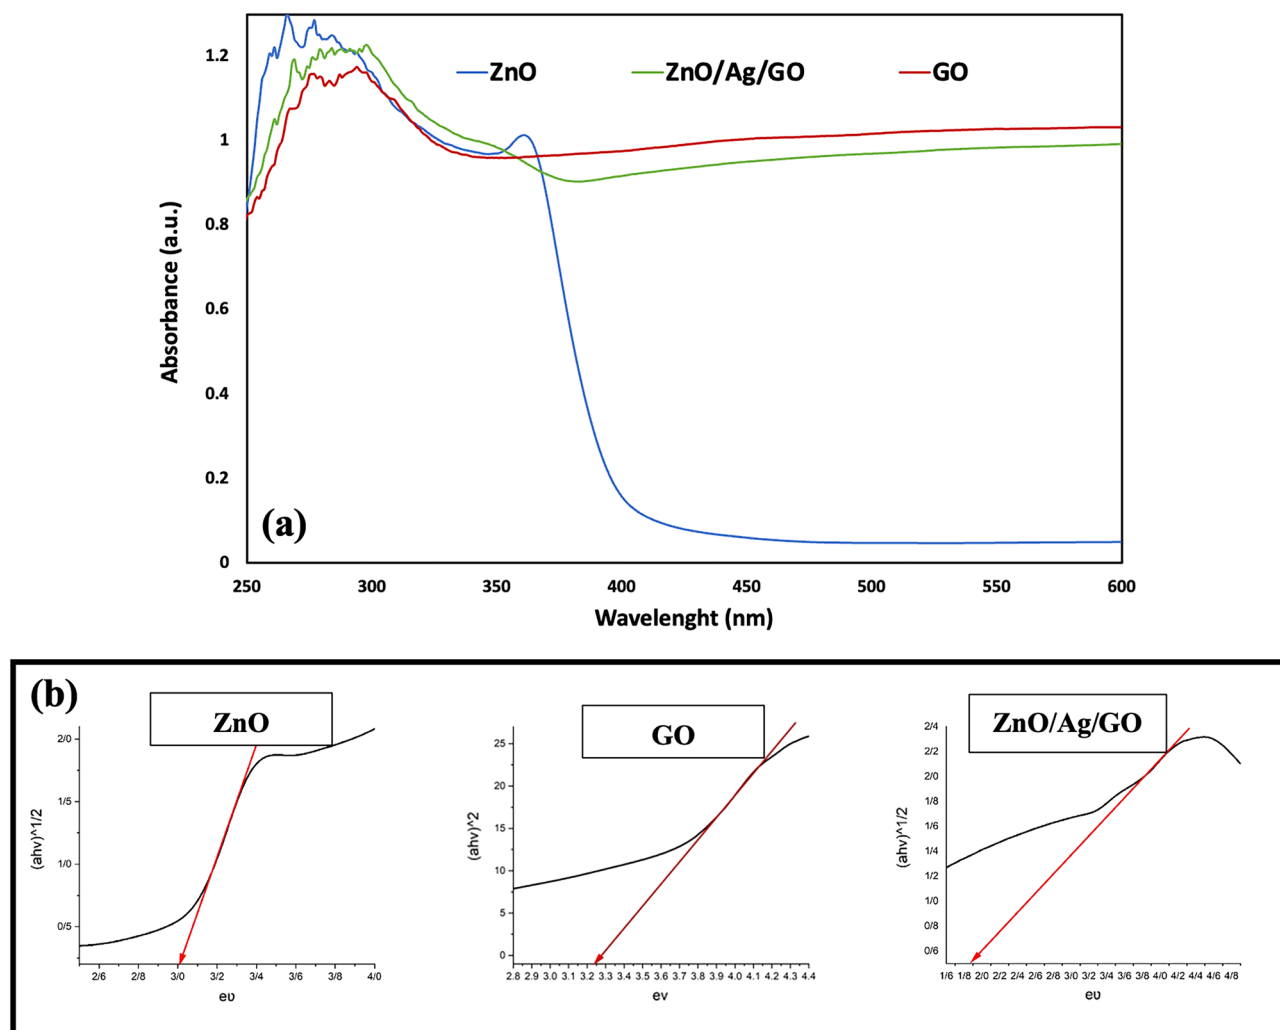 (a)
ZnO
ZnO/Ag/GO
GO
1.2
1
0.8
0.6
0.4
0.2
0
Absorbance (a.u.)
250 300 350 400 450 500 550 600
Wavelenght (nm)
(b)
ZnO
2/0
1/5
1/0
0/5
(ahv)^1/2
2/6 2/8 3/0 3/2 3/4 3/6 3/8 4/0
eυ
GO
25
20
15
10
5
0
(ahv)^2
2.8 2.9 3.0 3.1 3.2 3.3 3.4 3.5 3.6 3.7 3.8 3.9 4.0 4.1 4.2 4.3 4.4
ev
ZnO/Ag/GO
2/4
2/2
2/0
1/8
1/6
1/4
1/2
1/0
0/8
0/6
(ahv)^1/2
1/6 1/8 2/0 2/2 2/4 2/6 2/8 3/0 3/2 3/4 3/6 3/8 4/0 4/2 4/4 4/6 4/8
eυ